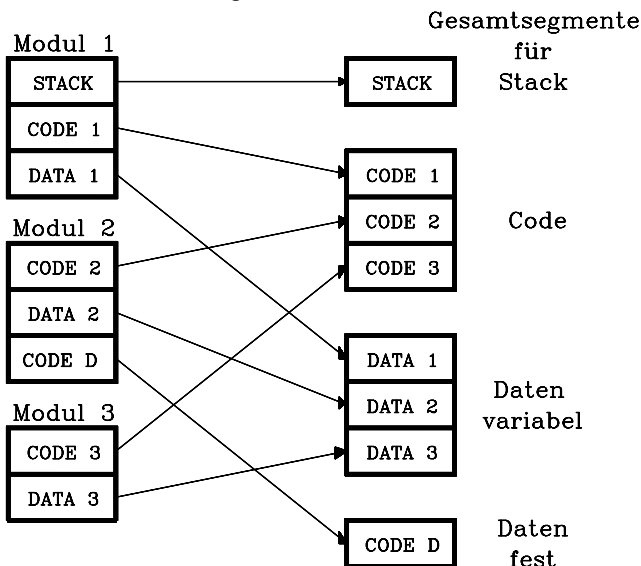 Gesamtsegmente
für
Stack
Modul 1
STACK
CODE 1
DATA 1
Modul 2
CODE 2
DATA 2
CODE D
Modul 3
CODE 3
DATA 3
STACK
CODE 1
CODE 2
CODE 3
Code
DATA 1
DATA 2
DATA 3
Daten
variabel
CODE D
Daten
fest